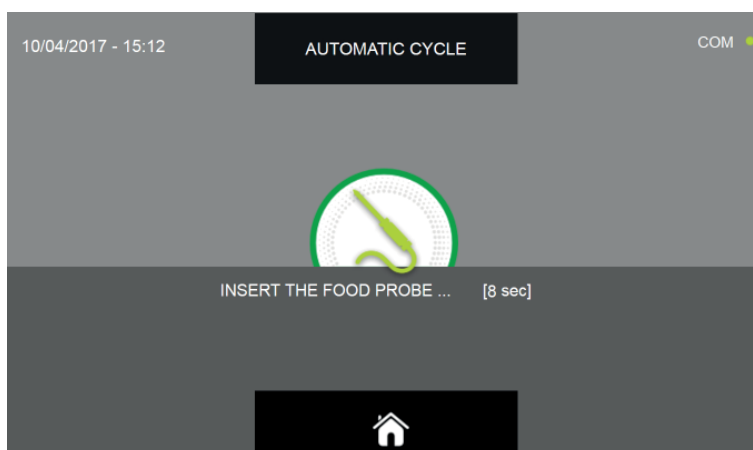 10/04/2017 - 15:12
AUTOMATIC CYCLE
COM
INSERT THE FOOD PROBE ... [8 sec]